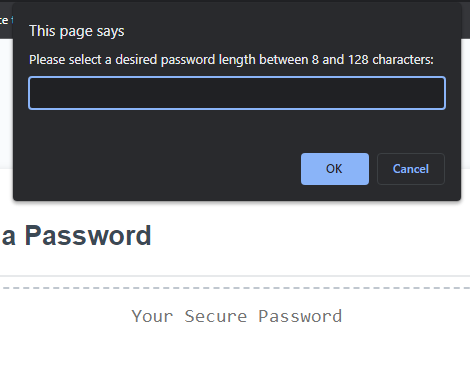 This page says
Please select a desired password length between 8 and 128 characters:
OK
Cancel
a Password
Your Secure Password